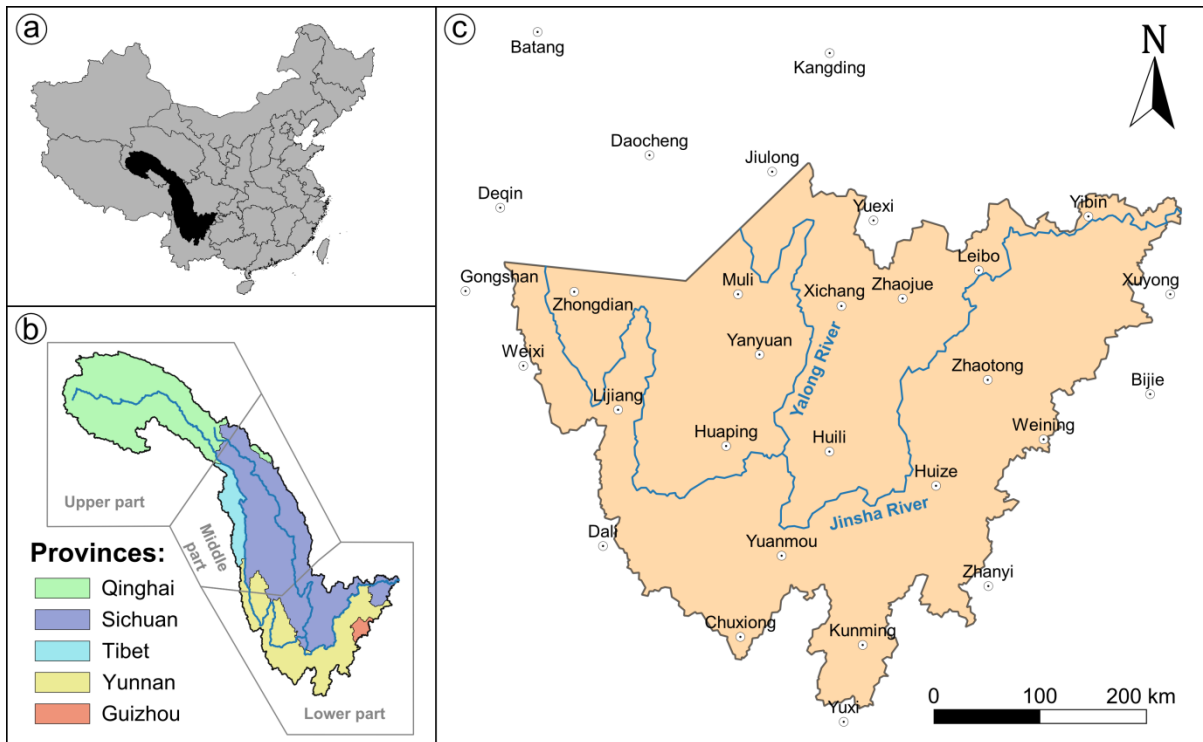 a
b
Upper part
Middle
part
Lower part
Provinces:
Qinghai
Sichuan
Tibet
Yunnan
Guizhou
c
N
Batang
Kangding
Daocheng
Jiulong
Deqin
Yuexi
Yibin
Leibo
Gongshan
Zhongdian
Muli
Xichang
Zhaojue
Xuyong
Weixi
Yanyuan
Yalong River
Zhaotong
Bijie
Lijiang
Huaping
Huili
Weining
Huize
Jinsha River
Dali
Yuanmou
Zhanyi
Chuxiong
Kunming
Yuxi
0 100 200 km